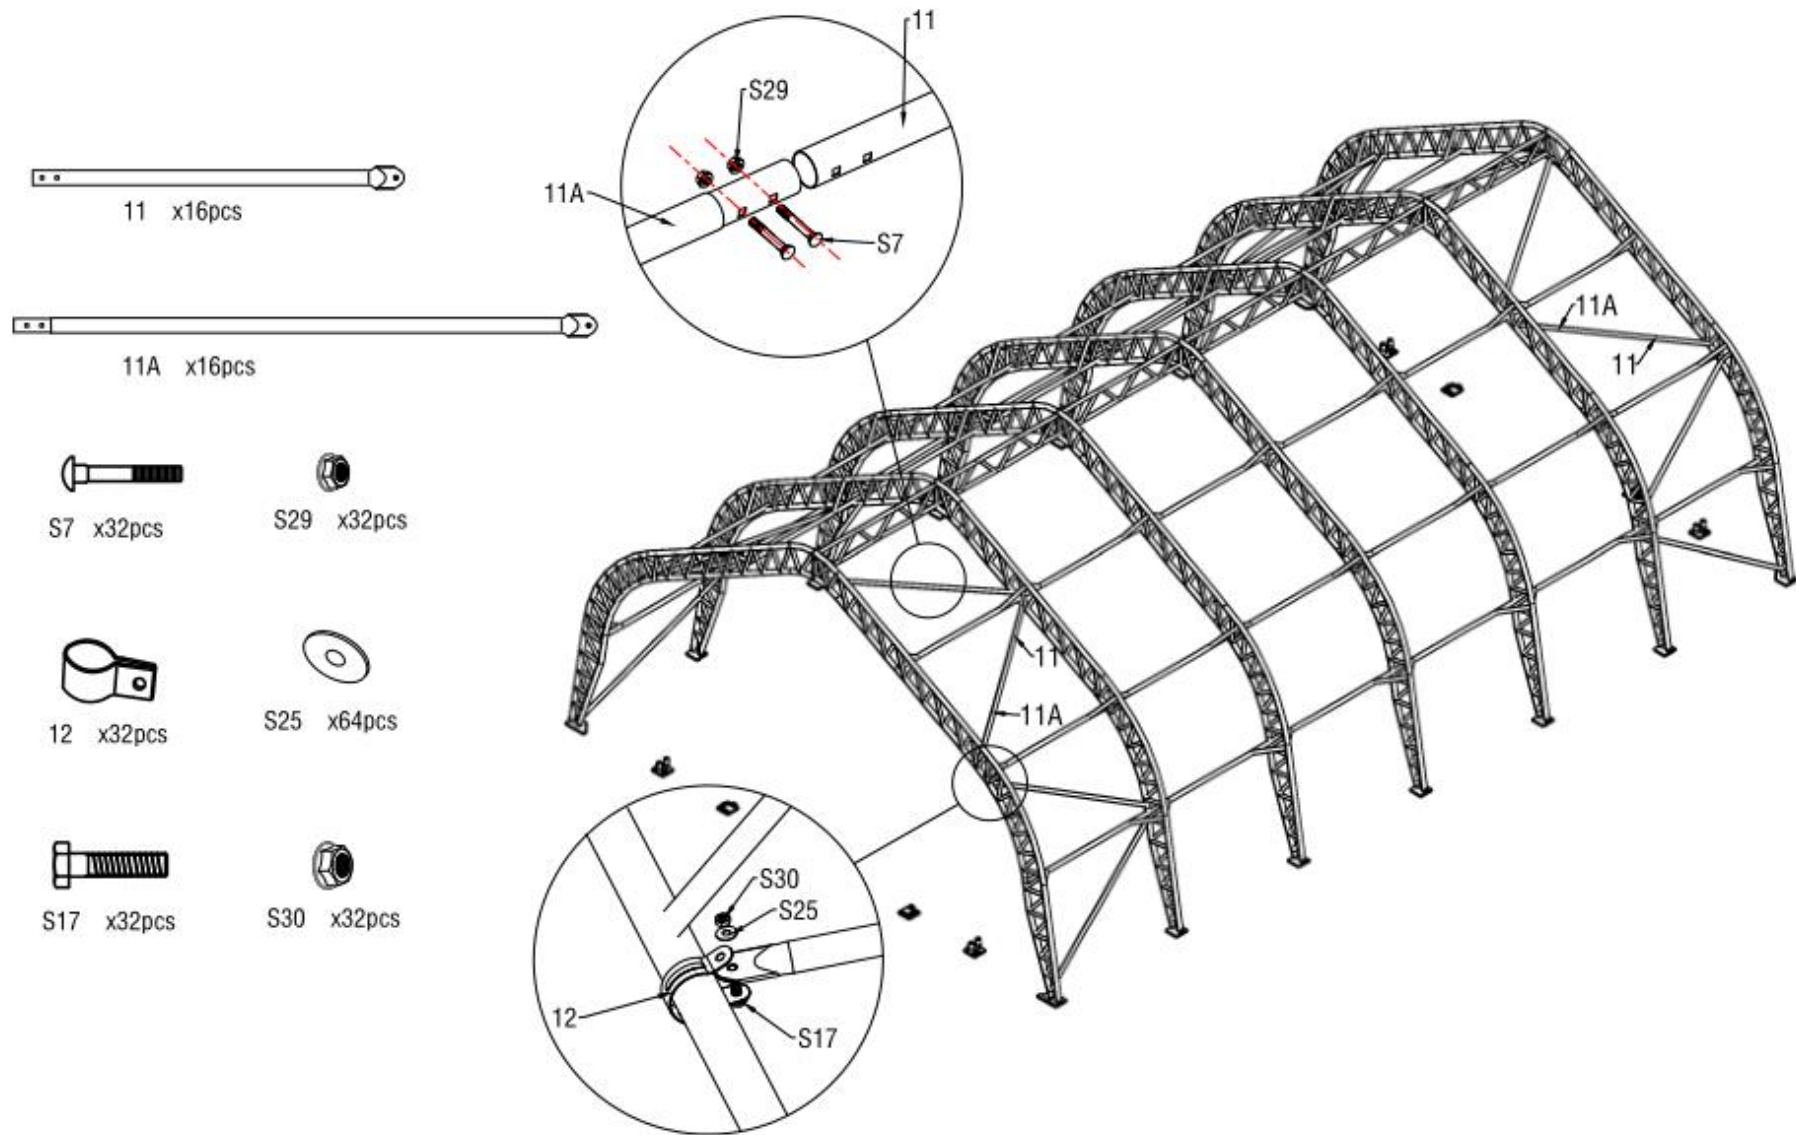 11 x16pcs
11A x16pcs
S7 x32pcs
S29 x32pcs
12 x32pcs
S25 x64pcs
S17 x32pcs
S30 x32pcs
11
S29
11A
S7
11A
11
11
11A
S30
S25
12
S17